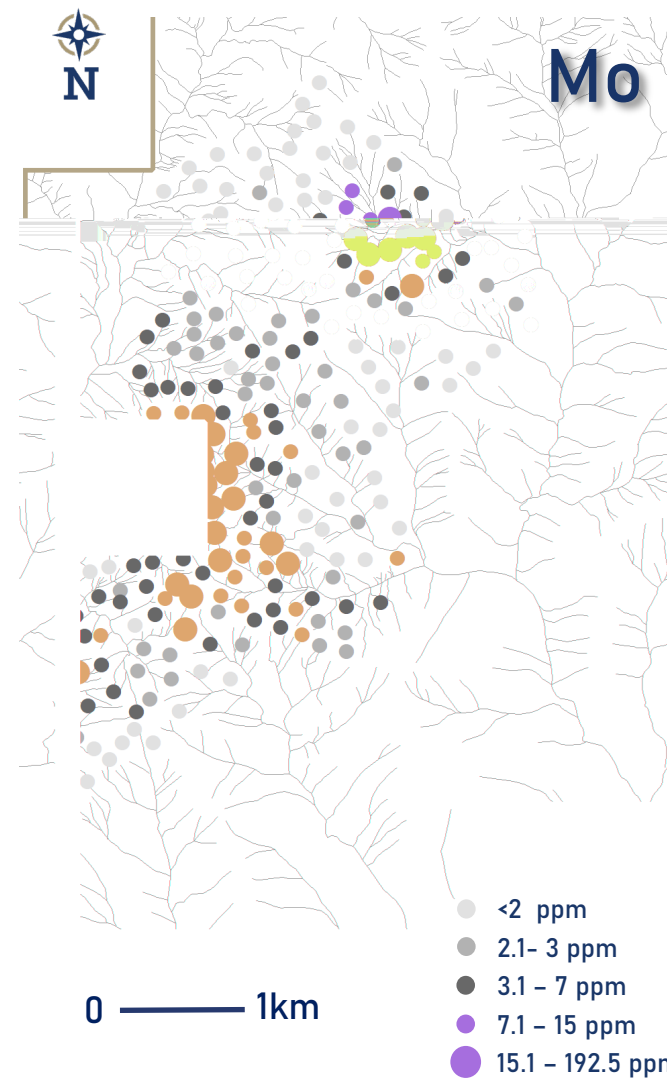 N
Mo
<2 ppm
2.1- 3 ppm
3.1 – 7 ppm
7.1 – 15 ppm
15.1 – 192.5 ppm
0 1km